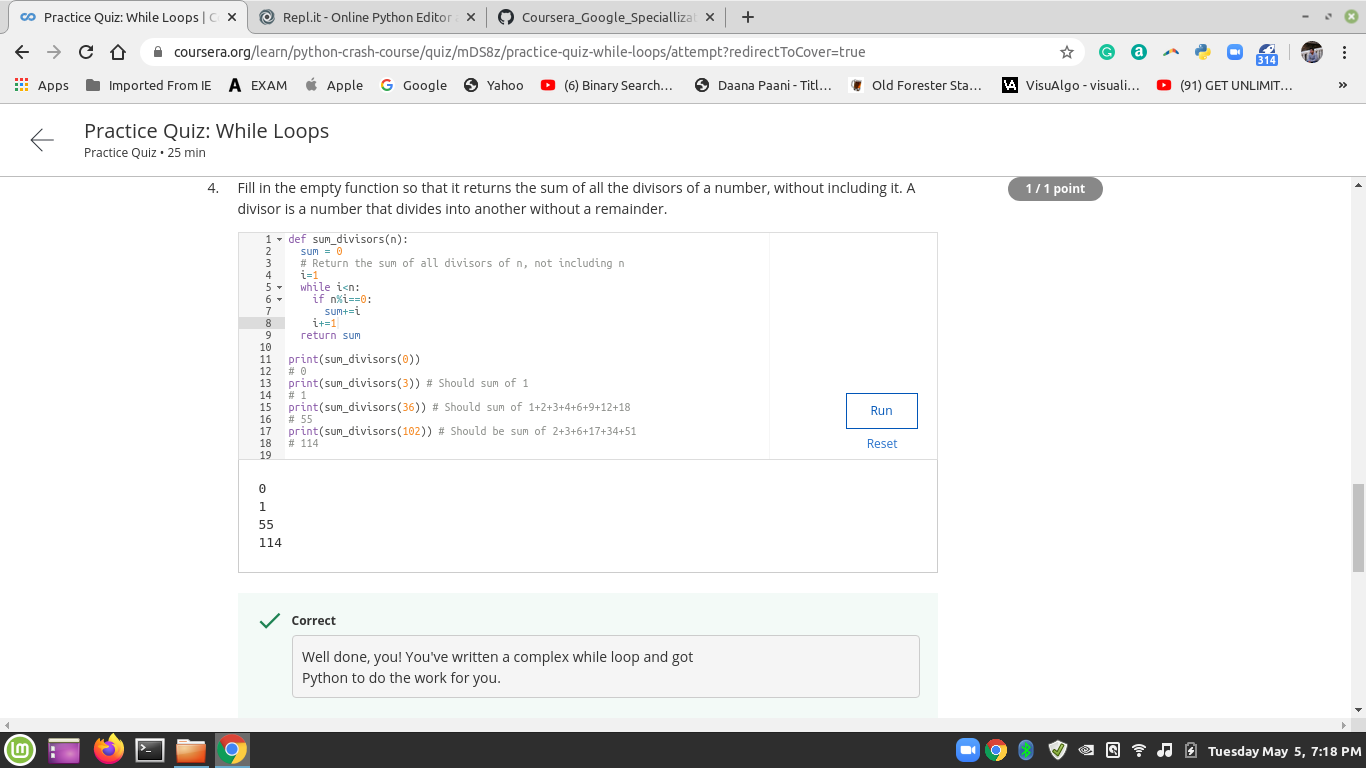 Practice Quiz: While Loops | C
Repl.it - Online Python Editor
Coursera_Google_Speciallizat
coursera.org/learn/python-crash-course/quiz/mDS8z/practice-quiz-while-loops/attempt?redirectToCover=true
314
Apps Imported From IE EXAM Apple Google Yahoo (6) Binary Search... Daana Paani - Titl... Old Forester Sta... VisuAlgo - visuali... (91) GET UNLIMIT... »
Practice Quiz: While Loops
Practice Quiz • 25 min
4. Fill in the empty function so that it returns the sum of all the divisors of a number, without including it. A
divisor is a number that divides into another without a remainder.
1 / 1 point
1 def sum_divisors(n):
2 sum = 0
3 # Return the sum of all divisors of n, not including n
4 i=1
5 while i<n:
6 if n%i==0:
7 sum+=i
8 i+=1
9 return sum
10
11 print(sum_divisors(0))
12 # 0
13 print(sum_divisors(3)) # Should sum of 1
14 # 1
15 print(sum_divisors(36)) # Should sum of 1+2+3+4+6+9+12+18
16 # 55
17 print(sum_divisors(102)) # Should be sum of 2+3+6+17+34+51
18 # 114
19
Run
Reset
0
1
55
114
Correct
Well done, you! You've written a complex while loop and got
Python to do the work for you.
Tuesday May 5, 7:18 PM